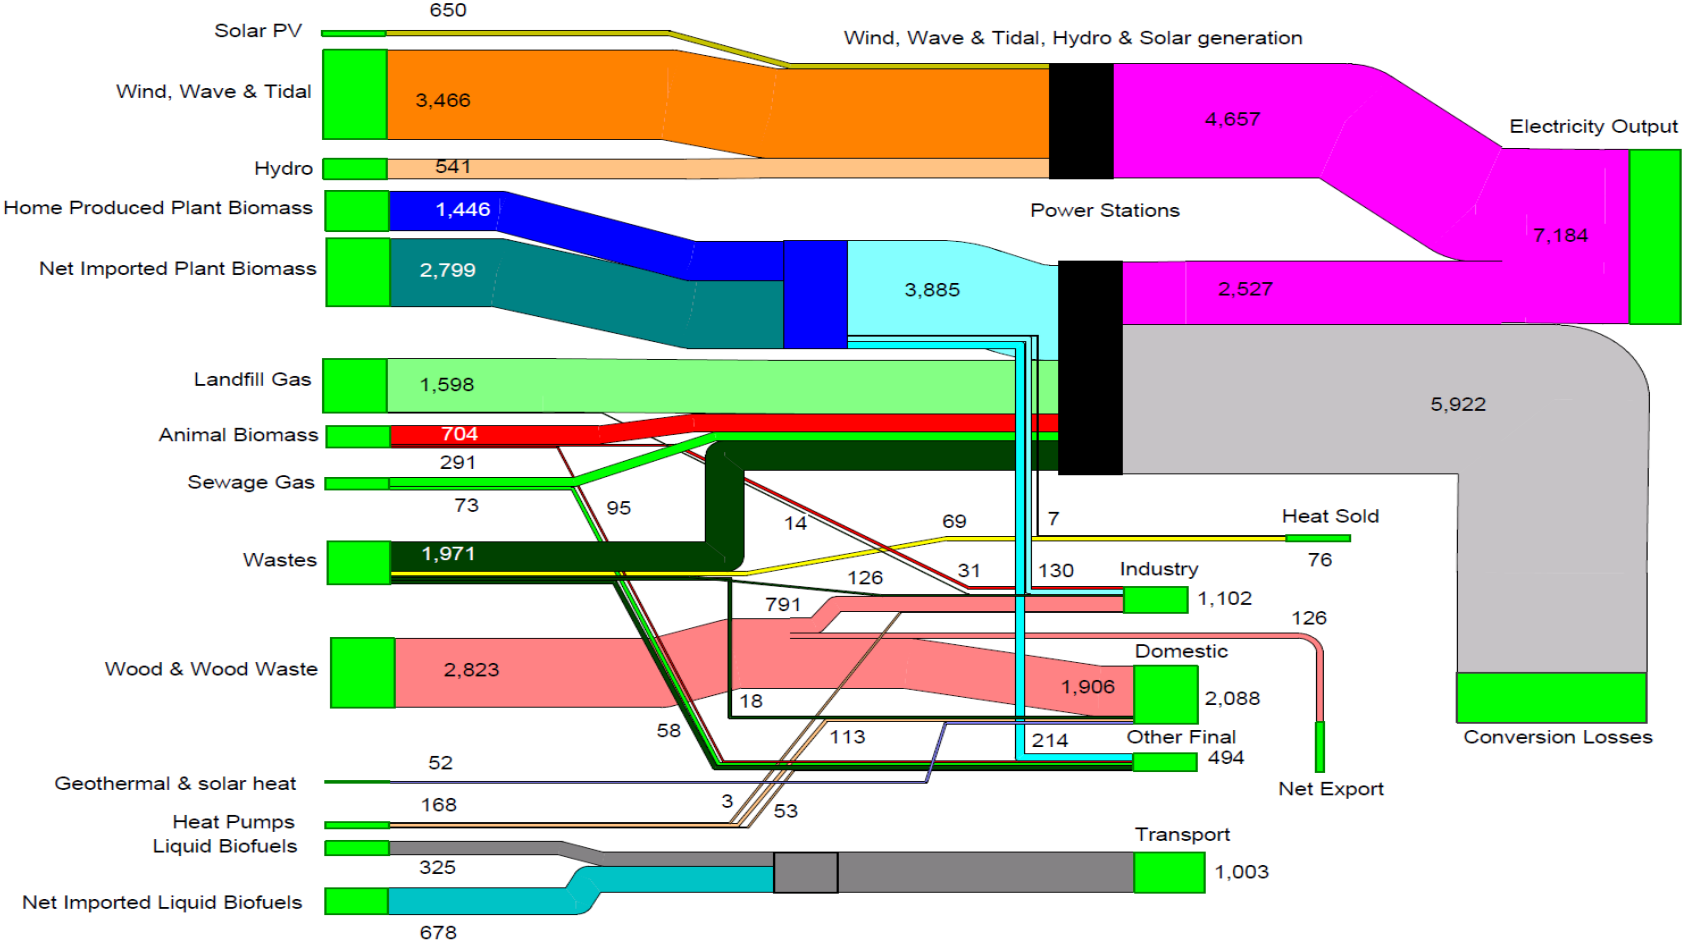 650
Solar PV
Wind, Wave & Tidal, Hydro & Solar generation
Wind, Wave & Tidal
3,466
4,657
Electricity Output
Hydro
541
Home Produced Plant Biomass
1,446
Power Stations
7,184
Net Imported Plant Biomass
2,799
3,885
2,527
Landfill Gas
1,598
5,922
Animal Biomass
704
291
Sewage Gas
73
95
14
69
7
Heat Sold
76
Wastes
1,971
126
31
130
Industry
1,102
791
126
Wood & Wood Waste
2,823
Domestic
1,906
2,088
18
58
113
214
Other Final
494
Conversion Losses
Geothermal & solar heat
52
Net Export
168
3
53
Heat Pumps
Liquid Biofuels
325
Transport
1,003
Net Imported Liquid Biofuels
678